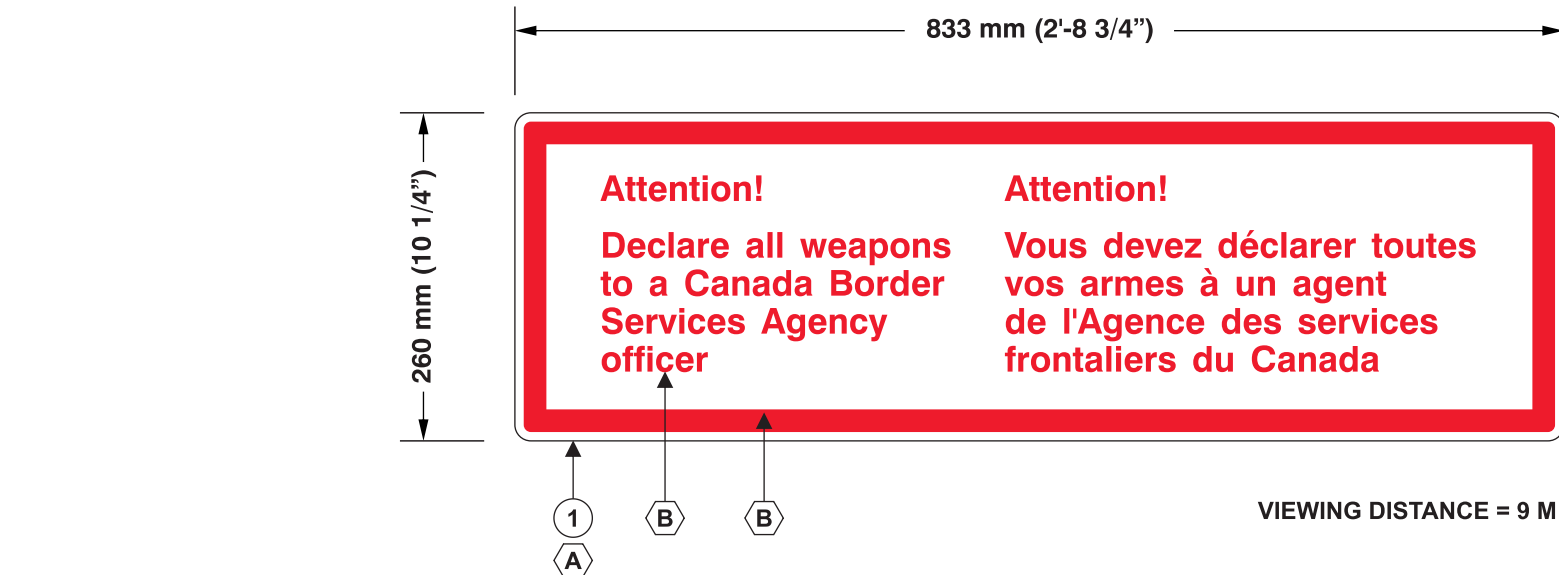 833 mm (2'-8 3/4”)
260 mm (10 1/4”)
Attention!
Declare all weapons
to a Canada Border
Services Agency
officer
Attention!
Vous devez déclarer toutes
vos armes à un agent
de l'Agence des services
frontaliers du Canada
1
B
B
A
VIEWING DISTANCE = 9 M